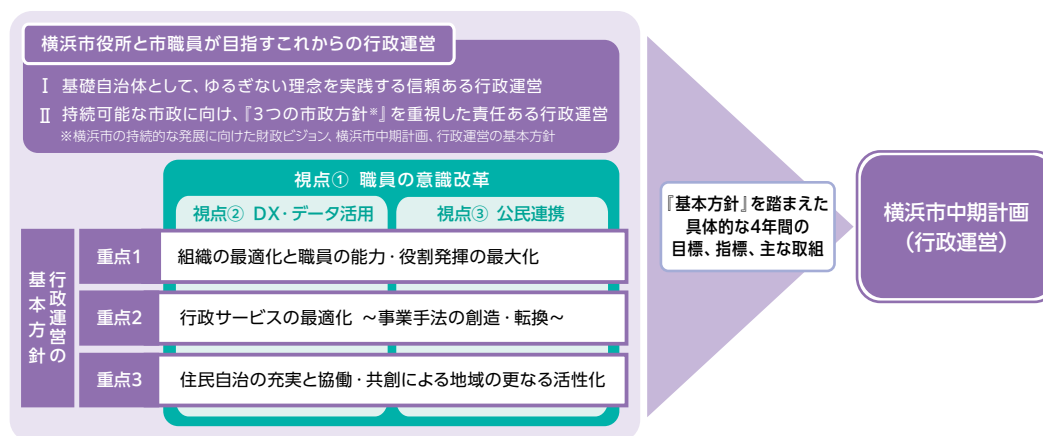 横浜市役所と市職員が目指すこれからの行政運営
Ⅰ 基礎自治体として、ゆるぎない理念を実践する信頼ある行政運営
Ⅱ 持続可能な市政に向け、『3つの市政方針※』を重視した責任ある行政運営
※横浜市の持続的な発展に向けた財政ビジョン、横浜市中期計画、行政運営の基本方針
視点① 職員の意識改革
視点② DX・データ活用
視点③ 公民連携
行政運営の
基本方針
重点1
組織の最適化と職員の能力・役割発揮の最大化
重点2
行政サービスの最適化 ～事業手法の創造・転換～
重点3
住民自治の充実と協働・共創による地域の更なる活性化
『基本方針』を踏まえた
具体的な4年間の
目標、指標、主な取組
横浜市中期計画
（行政運営）